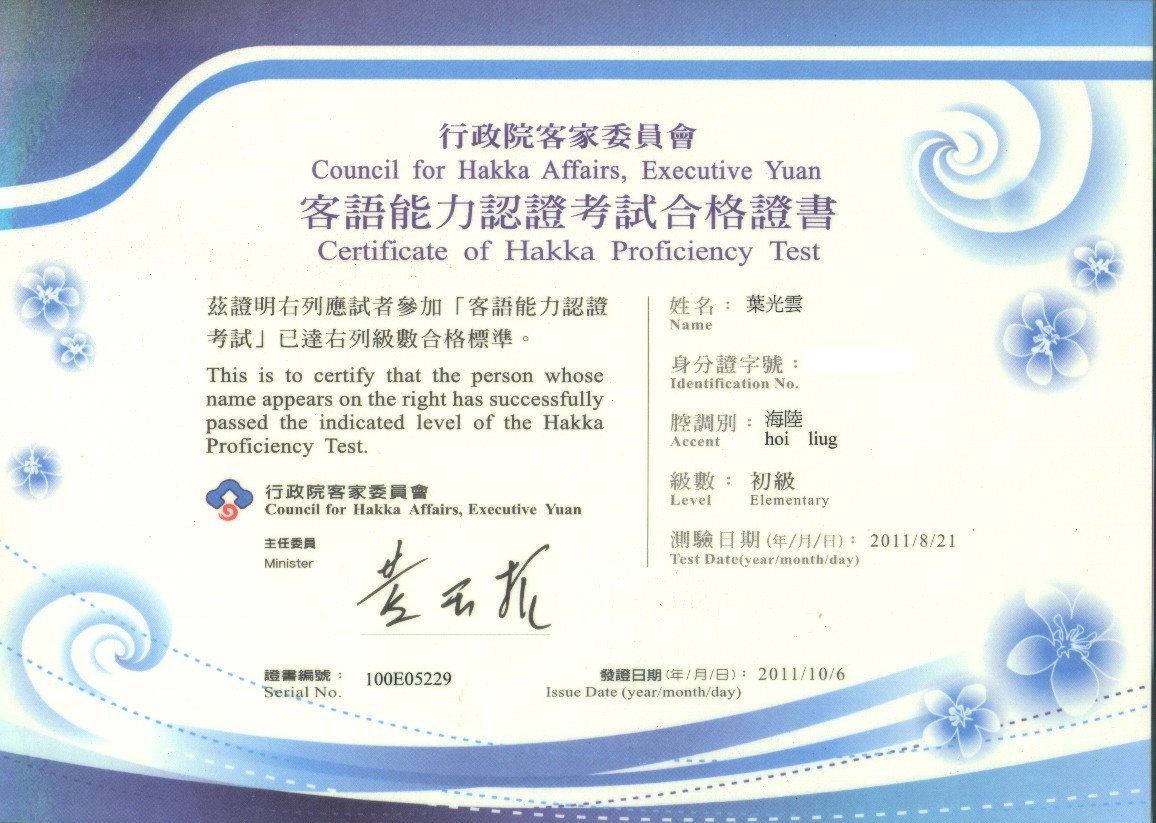 行政院客家委員會
Council for Hakka Affairs, Executive Yuan
客語能力認證考試合格證書
Certificate of Hakka Proficiency Test
茲證明右列應試者參加「客語能力認證
考試」已達右列級數合格標準。
This is to certify that the person whose
name appears on the right has successfully
passed the indicated level of the Hakka
Proficiency Test.
行政院客家委員會
Council for Hakka Affairs, Executive Yuan
主任委員
Minister
姓名： 葉光雲
Name
身分證字號：
Identification No.
腔調別： 海陸
Accent hoi liug
級數： 初級
Level Elementary
測驗日期(年/月/日)： 2011/8/21
Test Date(year/month/day)
證書編號： 100E05229
Serial No.
發證日期(年/月/日)： 2011/10/6
Issue Date (year/month/day)